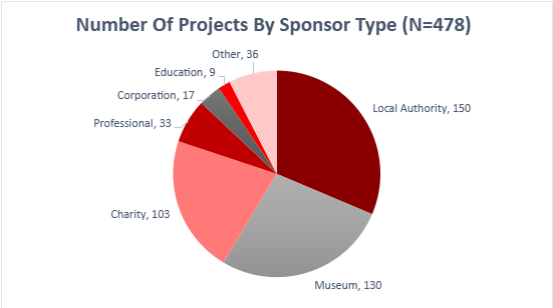 Number Of Projects By Sponsor Type (N=478)
Other, 36
Education, 9
Corporation, 17
Professional, 33
Local Authority, 150
Charity, 103
Museum, 130